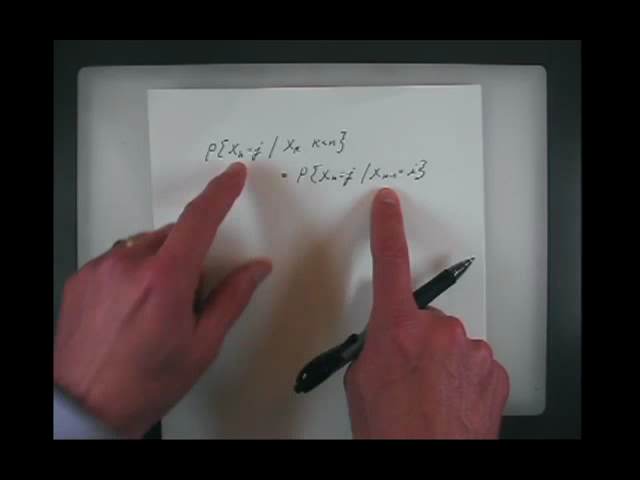 P{Xn=j | Xk k<n}
= P{Xn=j | Xn-1=i}